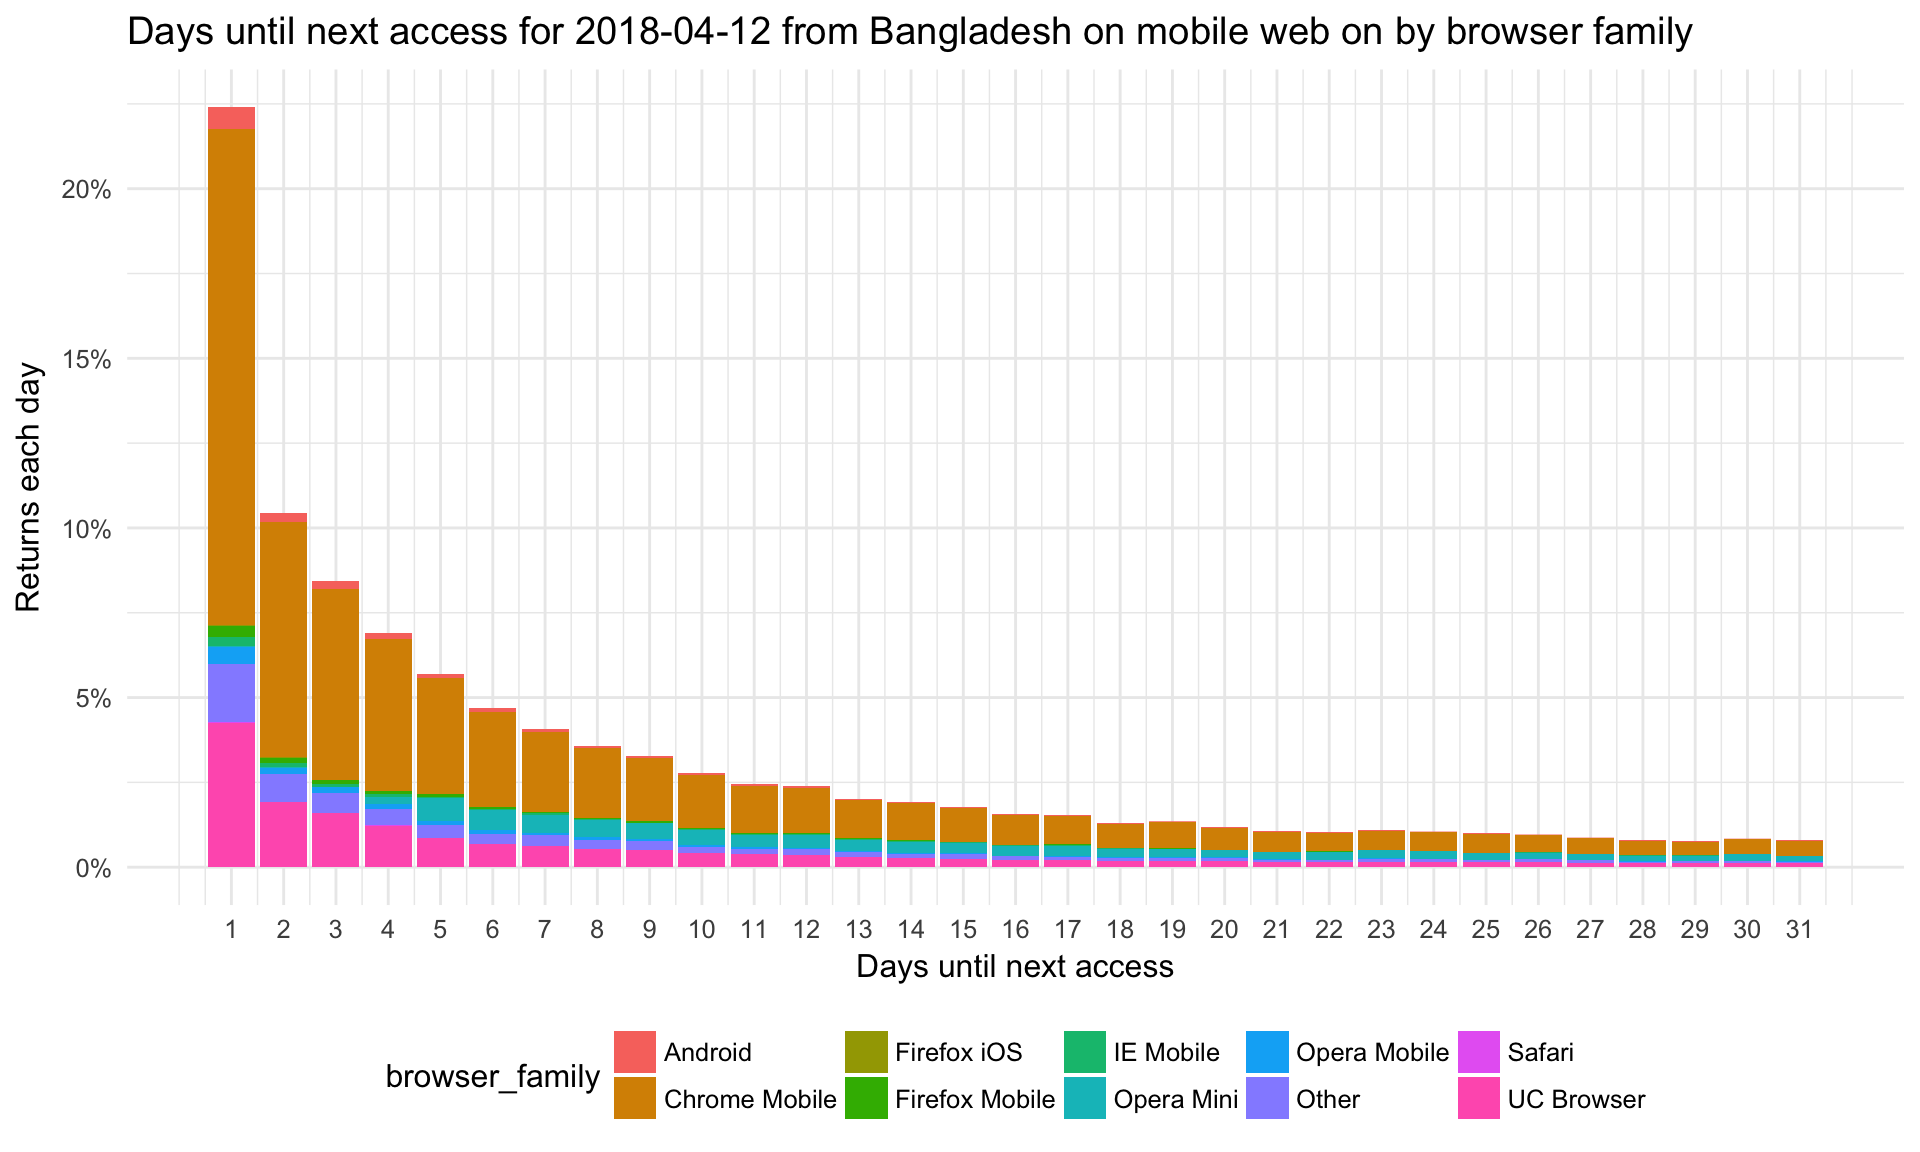 Days until next access for 2018-04-12 from Bangladesh on mobile web on by browser family
Returns each day
20%
15%
10%
5%
0%
1 2 3 4 5 6 7 8 9 10 11 12 13 14 15 16 17 18 19 20 21 22 23 24 25 26 27 28 29 30 31
Days until next access
browser_family
Android Firefox iOS IE Mobile Opera Mobile Safari
Chrome Mobile Firefox Mobile Opera Mini Other UC Browser